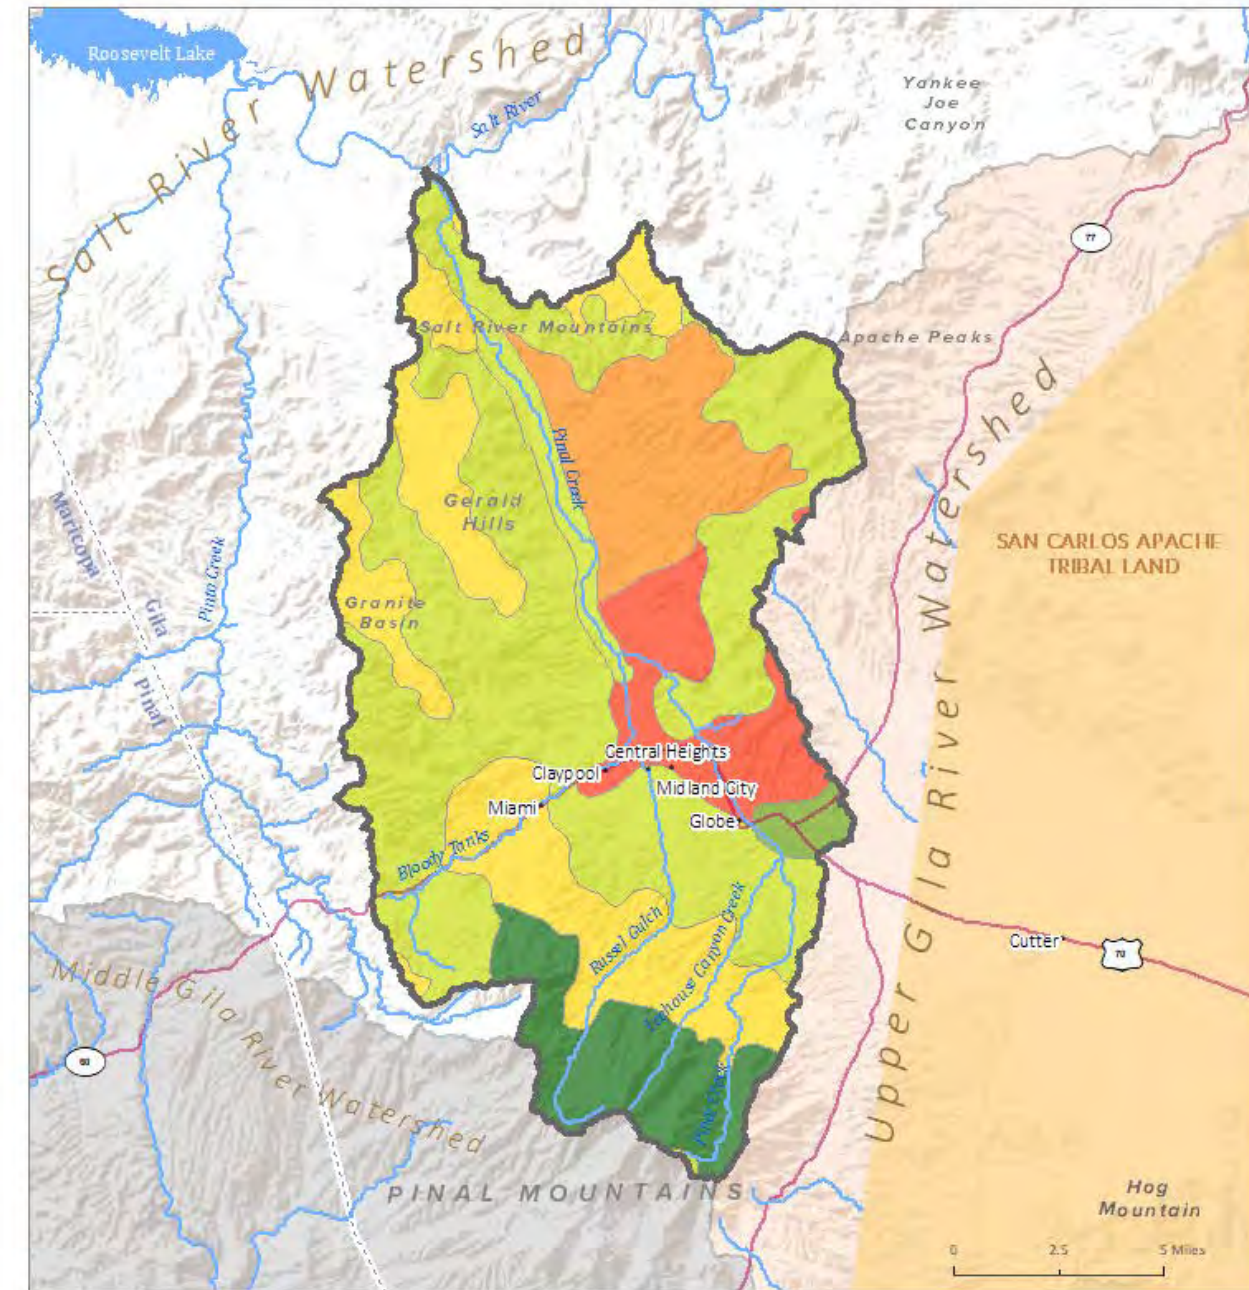 Roosevelt Lake
Salt River Watershed
Salt River
Yankee
Joe
Canyon
77
Salt River Mountains
Apache Peaks
Pinal Creek
Gerald
Hills
Maricopa
Gila
Pinal
Pinto Creek
Granite
Basin
SAN CARLOS APACHE
TRIBAL LAND
Upper Gila River Watershed
Central Heights
Claypool
Midland City
Miami
Globe
Bloody Tanks
Russel Gulch
Icehouse Canyon Creek
Cutter
70
Middle Gila River Watershed
60
Pinal Creek
PINAL MOUNTAINS
Hog
Mountain
0 2.5 5 Miles